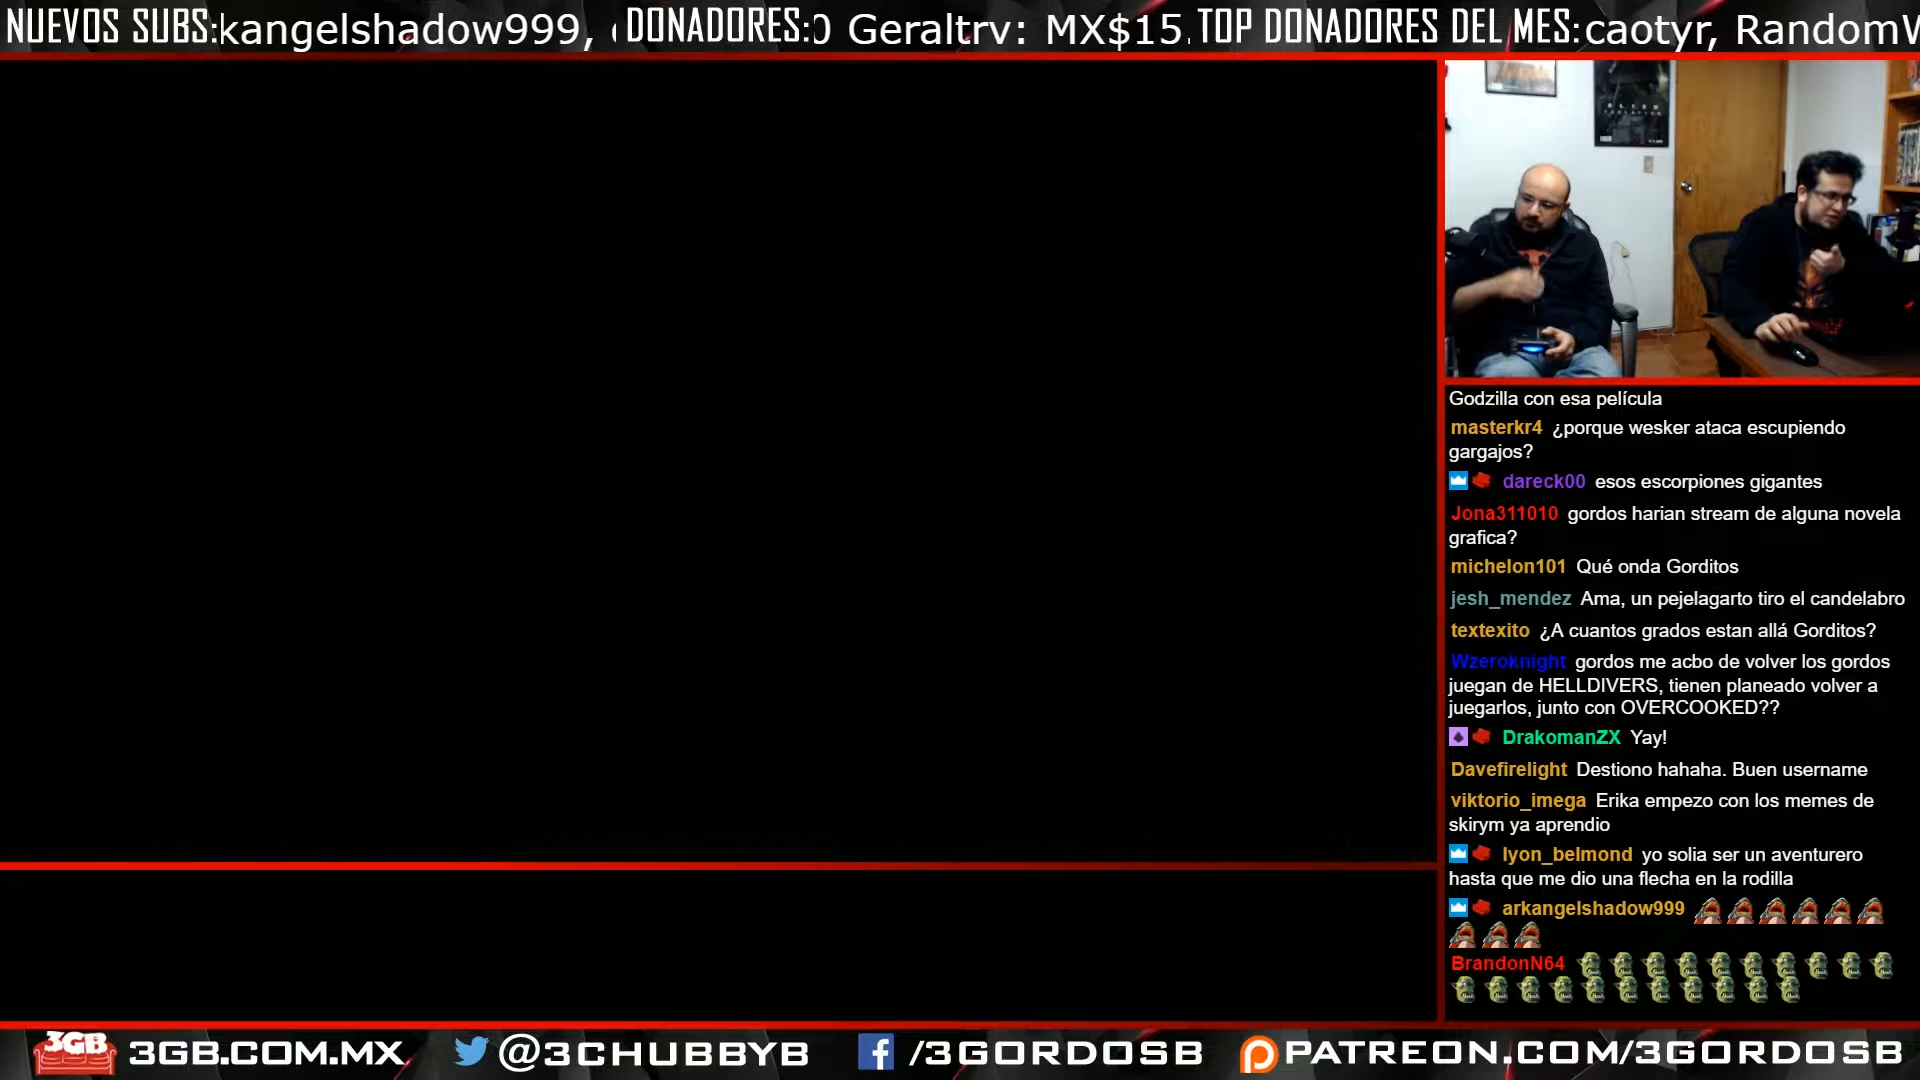 NUEVOS SUBS: kangelshadow999, DONADORES: 0 Geraltrv: MX$15. TOP DONADORES DEL MES: caotyr, RandomW
ALIEN
Godzilla con esa película
masterkr4 ¿porque wesker ataca escupiendo
gargajos?
dareck00 esos escorpiones gigantes
Jona311010 gordos harian stream de alguna novela
grafica?
michelon101 Qué onda Gorditos
jesh_mendez Ama, un pejelagarto tiro el candelabro
textexito ¿A cuantos grados estan allá Gorditos?
Wzeroknight gordos me acbo de volver los gordos
juegan de HELLDIVERS, tienen planeado volver a
juegarlos, junto con OVERCOOKED??
DrakomanZX Yay!
Davefirelight Destiono hahaha. Buen username
viktorio_imega Erika empezo con los memes de
skirym ya aprendio
lyon_belmond yo solia ser un aventurero
hasta que me dio una flecha en la rodilla
arkangelshadow999
BrandonN64
3GB 3GB.COM.MX @3CHUBBYB /3GORDOSB PATREON.COM/3GORDOSB